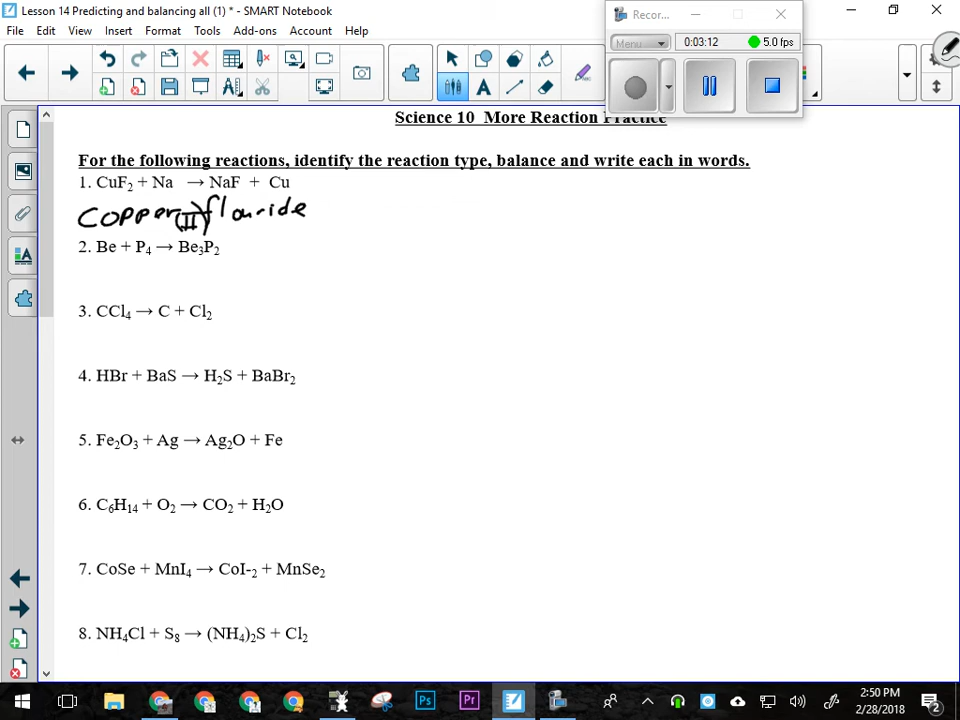 Lesson 14 Predicting and balancing all (1) * - SMART Notebook
Recor...
File Edit View Insert Format Tools Add-ons Account Help
Menu 0:03:12 5.0 fps
Science 10 More Reaction Practice
For the following reactions, identify the reaction type, balance and write each in words.
1. CuF₂ + Na → NaF + Cu
copper(II) flouride
2. Be + P₄ → Be₃P₂
3. CCl₄ → C + Cl₂
4. HBr + BaS → H₂S + BaBr₂
5. Fe₂O₃ + Ag → Ag₂O + Fe
6. C₆H₁₄ + O₂ → CO₂ + H₂O
7. CoSe + MnI₄ → CoI-₂ + MnSe₂
8. NH₄Cl + S₈ → (NH₄)₂S + Cl₂
Ps Pr
2:50 PM
2/28/2018
2